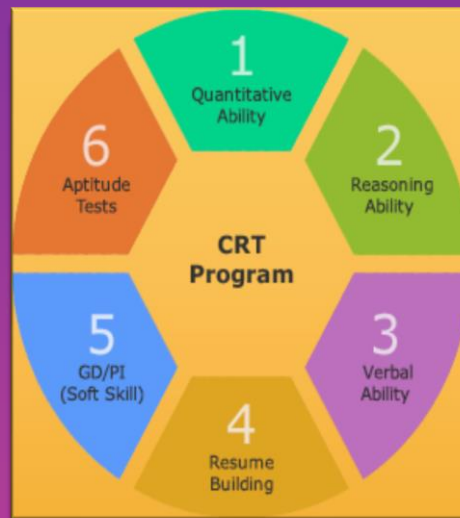 1
Quantitative
Ability
2
Reasoning
Ability
3
Verbal
Ability
4
Resume
Building
5
GD/PI
(Soft Skill)
6
Aptitude
Tests
CRT
Program